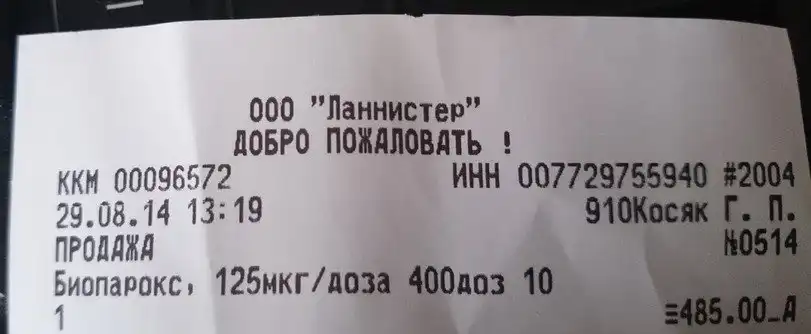 ООО "Ланнистер"
ДОБРО ПОЖАЛОВАТЬ !
ККМ 00096572 ИНН 007729755940 #2004
29.08.14 13:19 910Косяк Г. П.
ПРОДАЖА №0514
Биопарокс, 125мкг/доза 400доз 10
1 ≡485.00_А